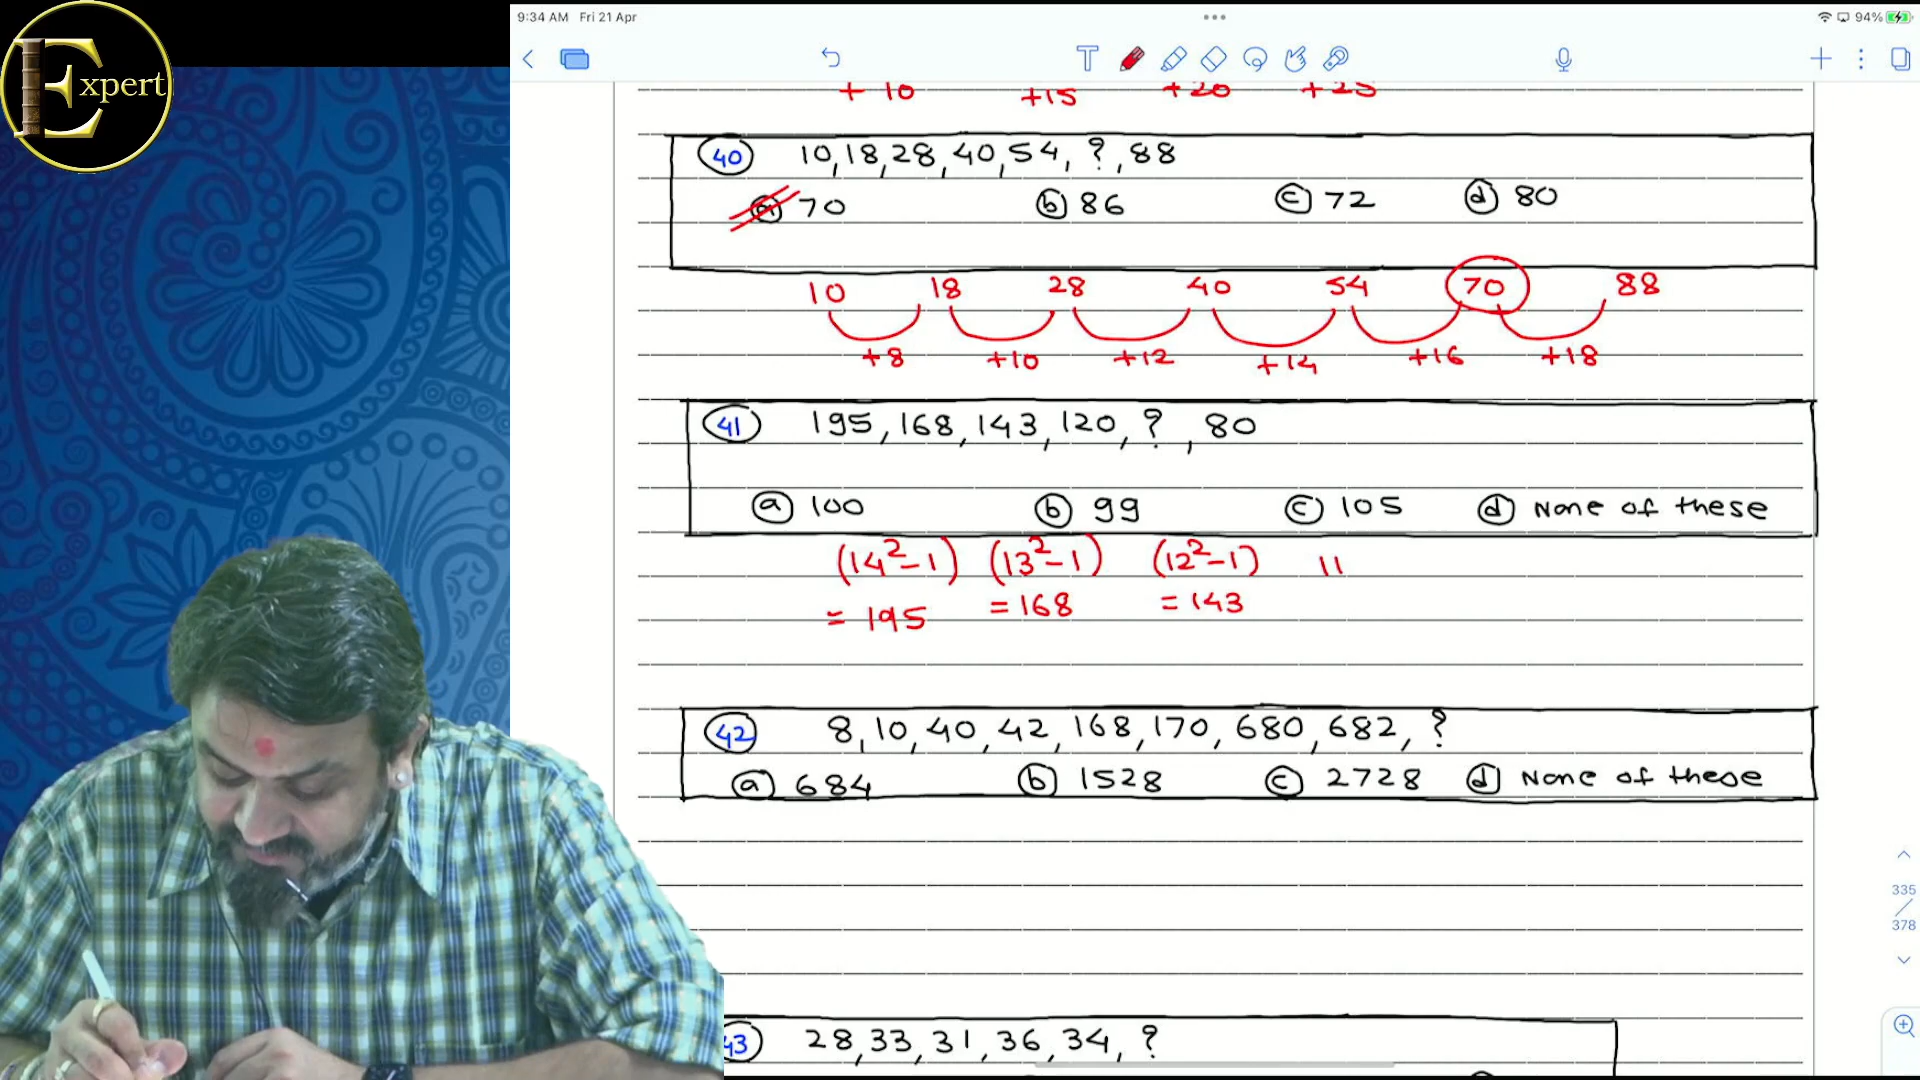 Expert
9:34 AM Fri 21 Apr
94%
+10 +15 +20 +25
40 10, 18, 28, 40, 54, ?, 88
a 70 b 86 c 72 d 80
10 18 28 40 54 70 88
+8 +10 +12 +14 +16 +18
41 195, 168, 143, 120, ?, 80
a 100 b 99 c 105 d None of these
(14²-1) (13²-1) (12²-1) 11
= 195 = 168 = 143
42 8, 10, 40, 42, 168, 170, 680, 682, ?
a 684 b 1528 c 2728 d None of these
335
378
43 28, 33, 31, 36, 34, ?